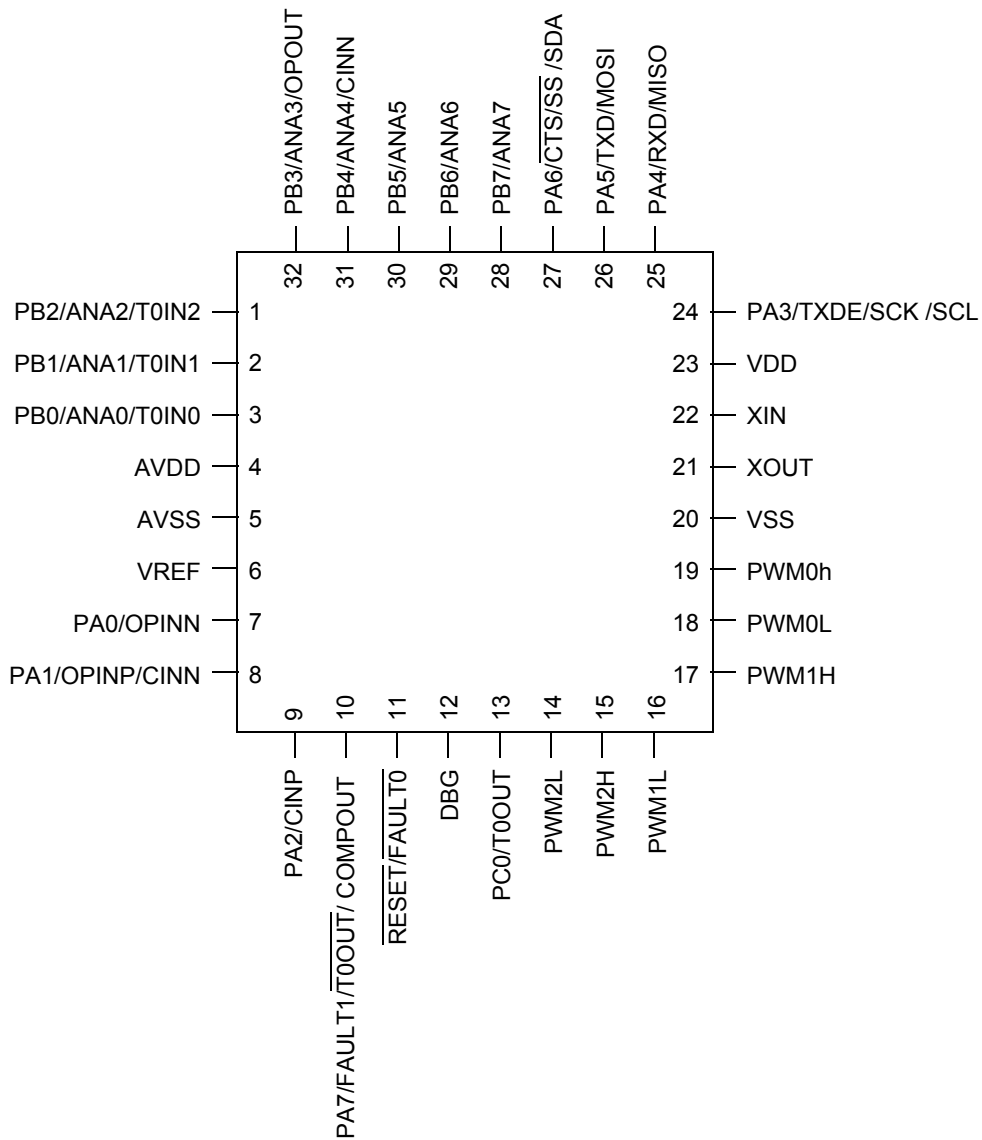 PB3/ANA3/OPOUT
PB4/ANA4/CINN
PB5/ANA5
PB6/ANA6
PB7/ANA7
PA6/CTS/SS /SDA
PA5/TXD/MOSI
PA4/RXD/MISO
32
31
30
29
28
27
26
25
PB2/ANA2/T0IN2 1
PB1/ANA1/T0IN1 2
PB0/ANA0/T0IN0 3
AVDD 4
AVSS 5
VREF 6
PA0/OPINN 7
PA1/OPINP/CINN 8
24 PA3/TXDE/SCK /SCL
23 VDD
22 XIN
21 XOUT
20 VSS
19 PWM0h
18 PWM0L
17 PWM1H
9
10
11
12
13
14
15
16
PA2/CINP
PA7/FAULT1/T0OUT/ COMPOUT
RESET/FAULT0
DBG
PC0/T0OUT
PWM2L
PWM2H
PWM1L